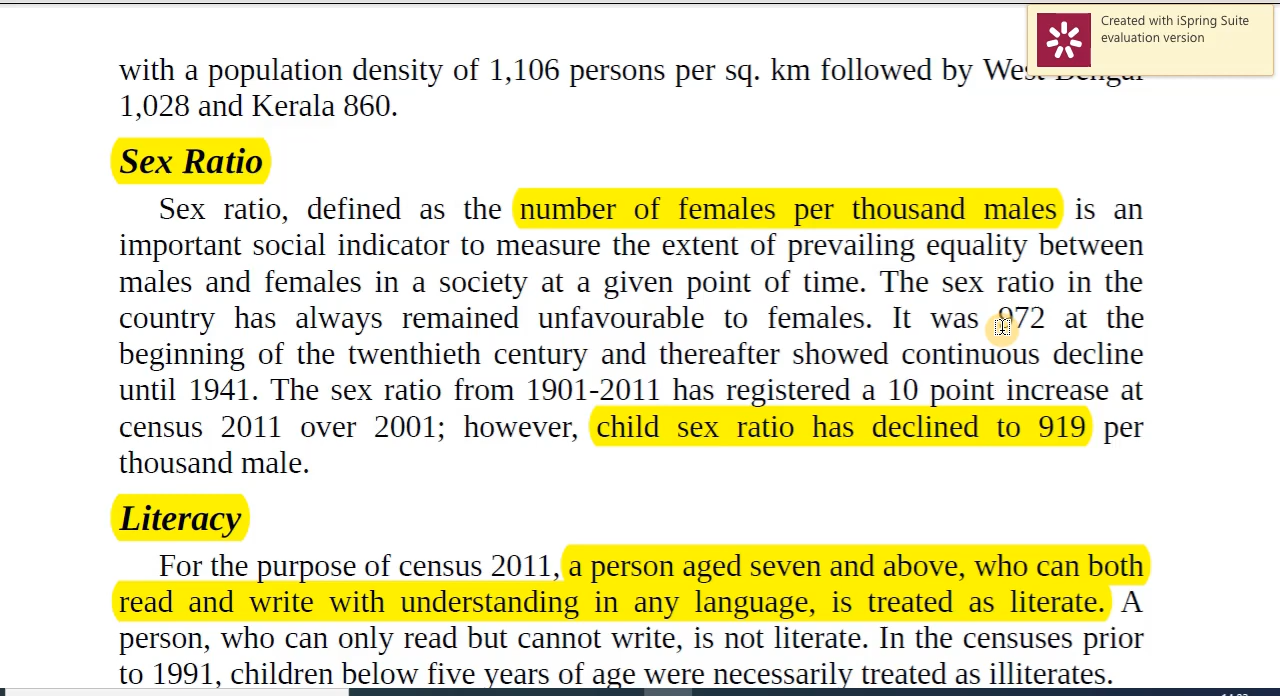 Created with iSpring Suite
evaluation version
with a population density of 1,106 persons per sq. km followed by West Bengal
1,028 and Kerala 860.
Sex Ratio
Sex ratio, defined as the number of females per thousand males is an
important social indicator to measure the extent of prevailing equality between
males and females in a society at a given point of time. The sex ratio in the
country has always remained unfavourable to females. It was 972 at the
beginning of the twenthieth century and thereafter showed continuous decline
until 1941. The sex ratio from 1901-2011 has registered a 10 point increase at
census 2011 over 2001; however, child sex ratio has declined to 919 per
thousand male.
Literacy
For the purpose of census 2011, a person aged seven and above, who can both
read and write with understanding in any language, is treated as literate. A
person, who can only read but cannot write, is not literate. In the censuses prior
to 1991, children below five years of age were necessarily treated as illiterates.